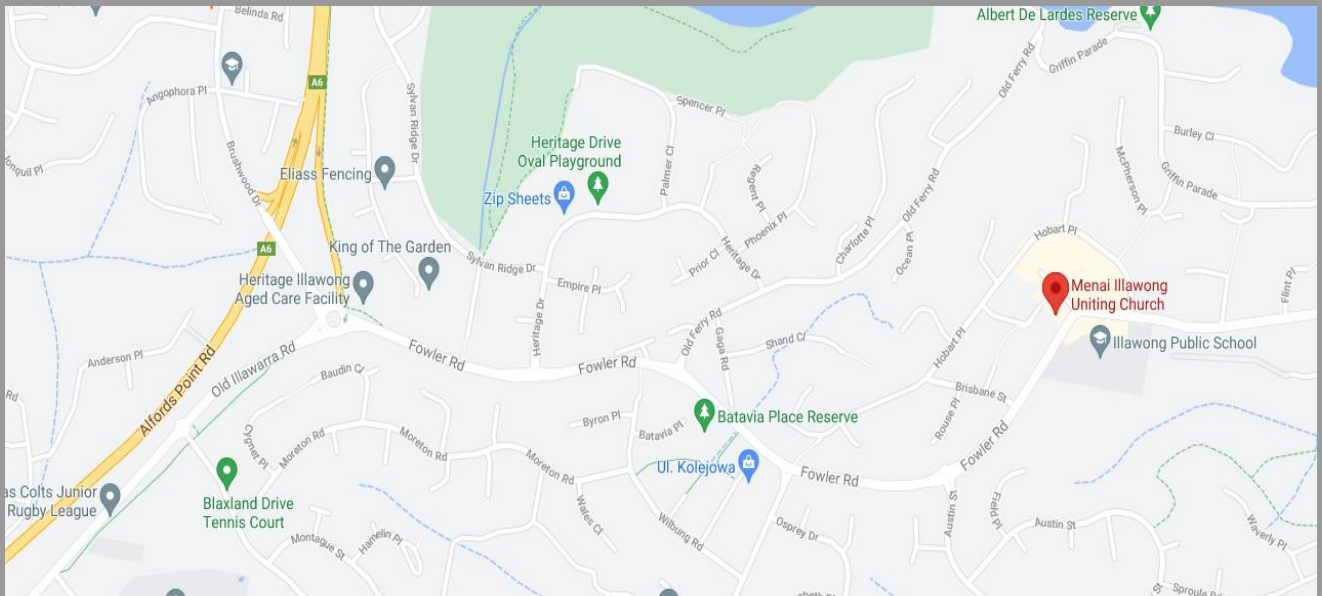 Belinda Rd
Albert De Lardes Reserve
Griffin Parade
Old Ferry Rd
A6
Angophora Pl
Sylvan Ridge Dr
Spencer Pl
Burley Cl
Heritage Drive
Oval Playground
Brushwood Dr
Jonquil Pl
Eliass Fencing
Palmer Cl
Regent Pl
McPherson Pl
Griffin Parade
Zip Sheets
Old Ferry Rd
Phoenix Pl
Charlotte Pl
Hobart Pl
A6
King of The Garden
Sylvan Ridge Dr
Prior Cl
Heritage Dr
Ocean Pl
Heritage Illawong
Aged Care Facility
Empire Pl
Menai Illawong
Uniting Church
Flint Pl
Heritage Dr
Old Ferry Rd
Gaga Rd
Shand Cl
Hobart Pl
Illawong Public School
Anderson Pl
Old Illawarra Rd
Fowler Rd
Fowler Rd
Alfords Point Rd
Baudin Cr
Brisbane St
Rd
Byron Pl
Batavia Pl
Batavia Place Reserve
Rouse Pl
Cygnet Pl
Moreton Rd
Moreton Rd
Fowler Rd
Moreton Rd
Ul. Kolejowa
Fowler Rd
as Colts Junior
Rugby League
Blaxland Drive
Tennis Court
Wales Cl
Wilbung Rd
Osprey Dr
Austin St
Field Pl
Austin St
Waverly Pl
Montague St
Hamelin Pl
St
Sproule Rd